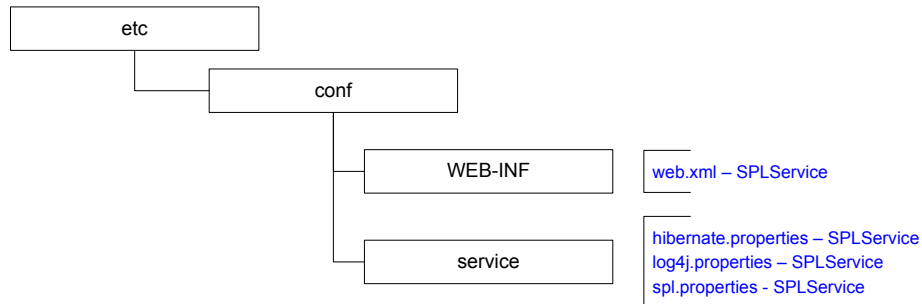 etc
conf
WEB-INF
web.xml – SPLService
service
hibernate.properties – SPLService
log4j.properties – SPLService
spl.properties - SPLService